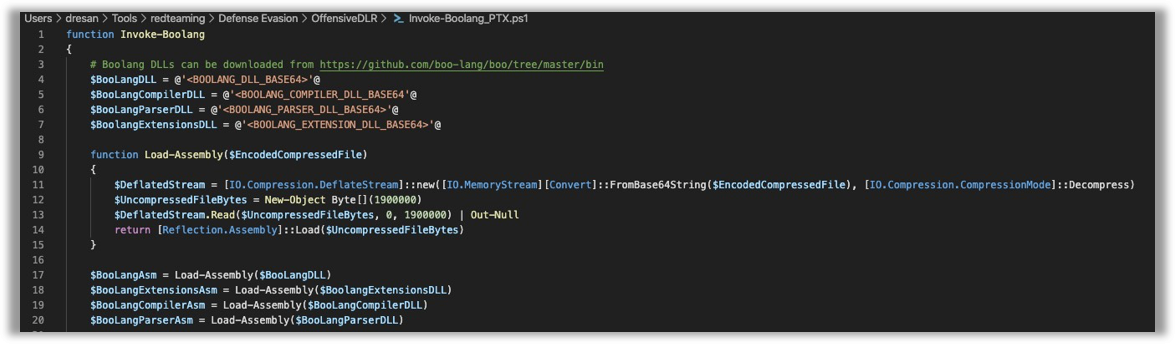 Users > dresan > Tools > redteaming > Defense Evasion > OffensiveDLR > Invoke-Boolang_PTX.ps1
1 function Invoke-Boolang
2 {
3 # Boolang DLLs can be downloaded from https://github.com/boo-lang/boo/tree/master/bin
4 $BooLangDLL = @'<BOOLANG_DLL_BASE64>'@
5 $BooLangCompilerDLL = @'<BOOLANG_COMPILER_DLL_BASE64'@
6 $BooLangParserDLL = @'<BOOLANG_PARSER_DLL_BASE64>'@
7 $BoolangExtensionsDLL = @'<BOOLANG_EXTENSION_DLL_BASE64>'@
8
9 function Load-Assembly($EncodedCompressedFile)
10 {
11 $DeflatedStream = [IO.Compression.DeflateStream]::new([IO.MemoryStream][Convert]::FromBase64String($EncodedCompressedFile), [IO.Compression.CompressionMode]::Decompress)
12 $UncompressedFileBytes = New-Object Byte[](1900000)
13 $DeflatedStream.Read($UncompressedFileBytes, 0, 1900000) | Out-Null
14 return [Reflection.Assembly]::Load($UncompressedFileBytes)
15 }
16
17 $BooLangAsm = Load-Assembly($BooLangDLL)
18 $BooLangExtensionsAsm = Load-Assembly($BoolangExtensionsDLL)
19 $BooLangCompilerAsm = Load-Assembly($BooLangCompilerDLL)
20 $BooLangParserAsm = Load-Assembly($BooLangParserDLL)